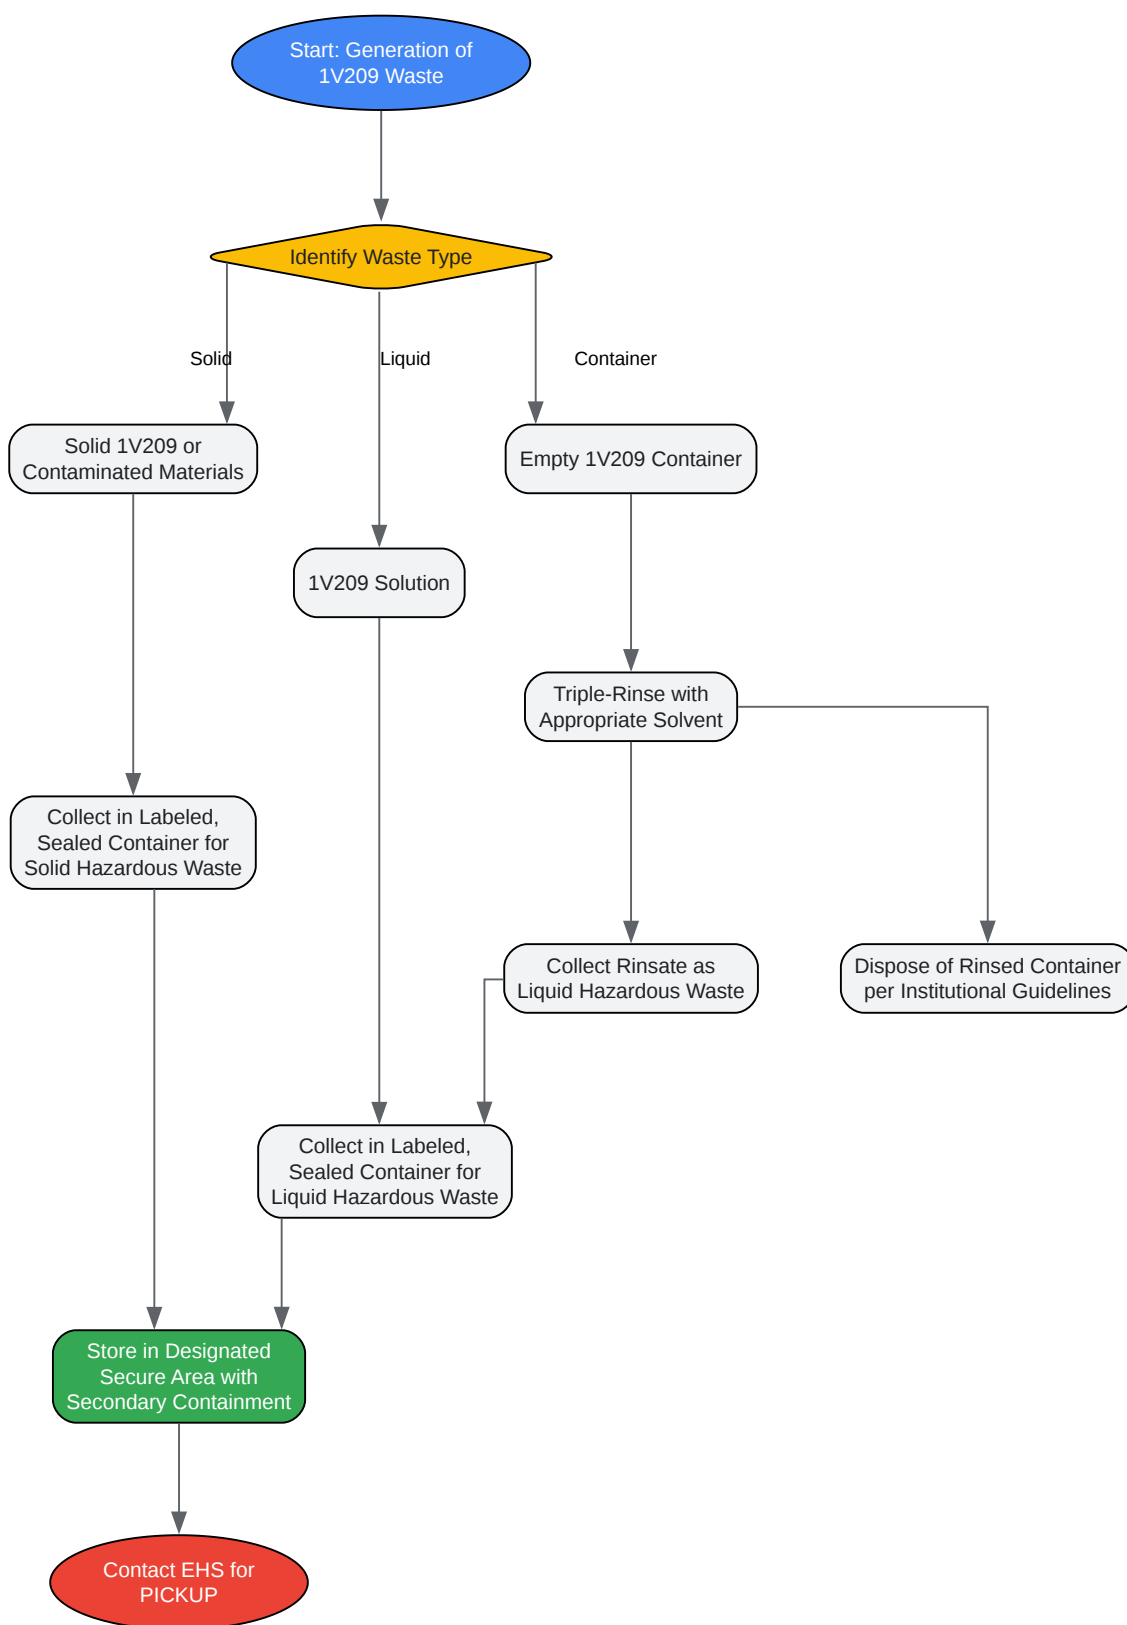 Start: Generation of
1V209 Waste
Identify Waste Type
Solid
Liquid
Container
Solid 1V209 or
Contaminated Materials
Empty 1V209 Container
1V209 Solution
Triple-Rinse with
Appropriate Solvent
Collect in Labeled,
Sealed Container for
Solid Hazardous Waste
Collect Rinsate as
Liquid Hazardous Waste
Dispose of Rinsed Container
per Institutional Guidelines
Collect in Labeled,
Sealed Container for
Liquid Hazardous Waste
Store in Designated
Secure Area with
Secondary Containment
Contact EHS for
PICKUP